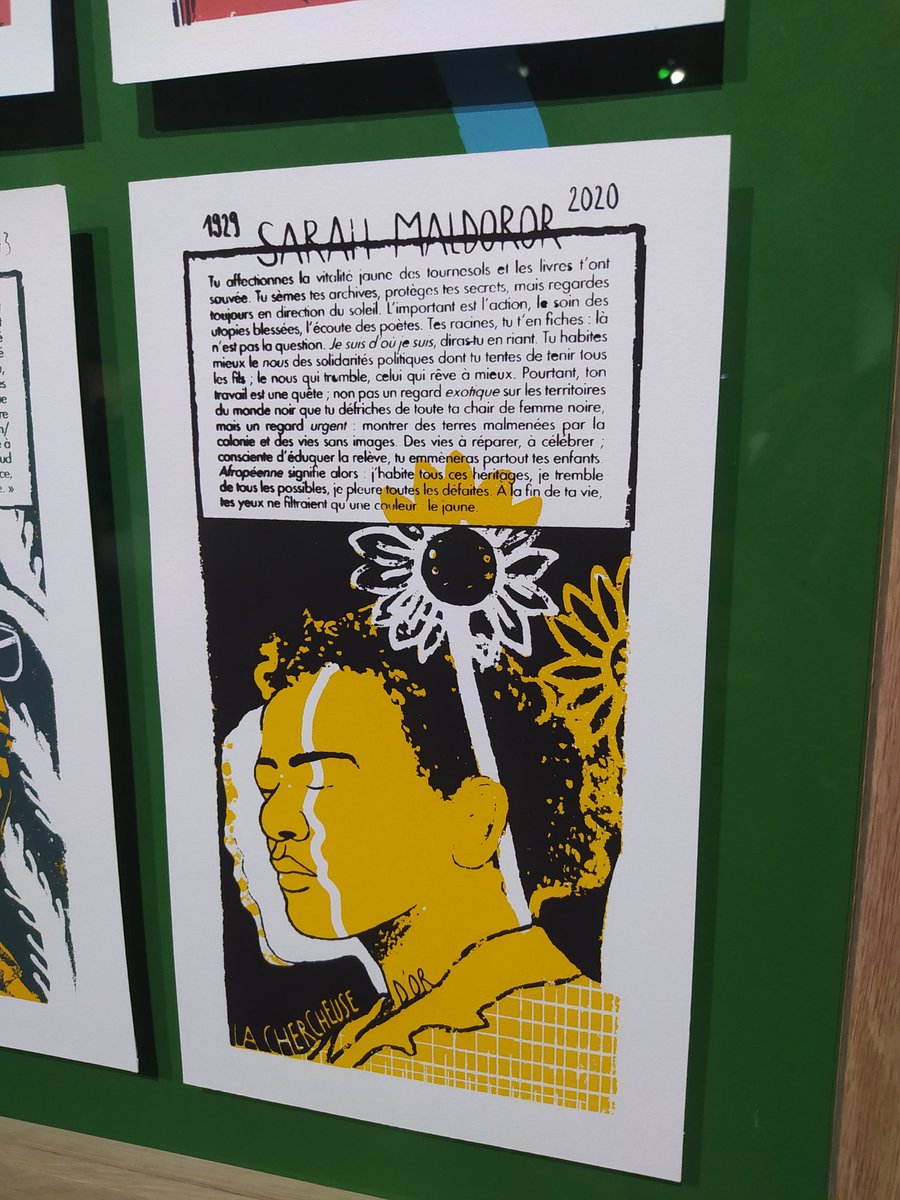 1929 SARAH MALDOROR 2020
Tu affectionnes la vitalité jaune des tournesols et les livres t'ont
sauvée. Tu sèmes tes archives, protèges tes secrets, mais regardes
toujours en direction du soleil. L'important est l'action, le soin des
utopies blessées, l'écoute des poètes. Tes racines, tu t'en fiches : là
n'est pas la question. Je suis d'où je suis, diras-tu en riant. Tu habites
mieux le nous des solidarités politiques dont tu tentes de tenir tous
les fils ; le nous qui tremble, celui qui rêve à mieux. Pourtant, ton
travail est une quête ; non pas un regard exotique sur les territoires
du monde noir que tu défriches de toute ta chair de femme noire,
mais un regard urgent : montrer des terres malmenées par la
colonie et des vies sans images. Des vies à réparer, à célébrer ;
consciente d'éduquer la relève, tu emmèneras partout tes enfants
Afropéenne signifie alors : j'habite tous ces héritages, je tremble
de tous les possibles, je pleure toutes les défaites. À la fin de ta vie,
tes yeux ne filtraient qu'une couleur le jaune.
LA CHERCHEUSE D'OR
3
n/
e à
ud
ce,
e. »